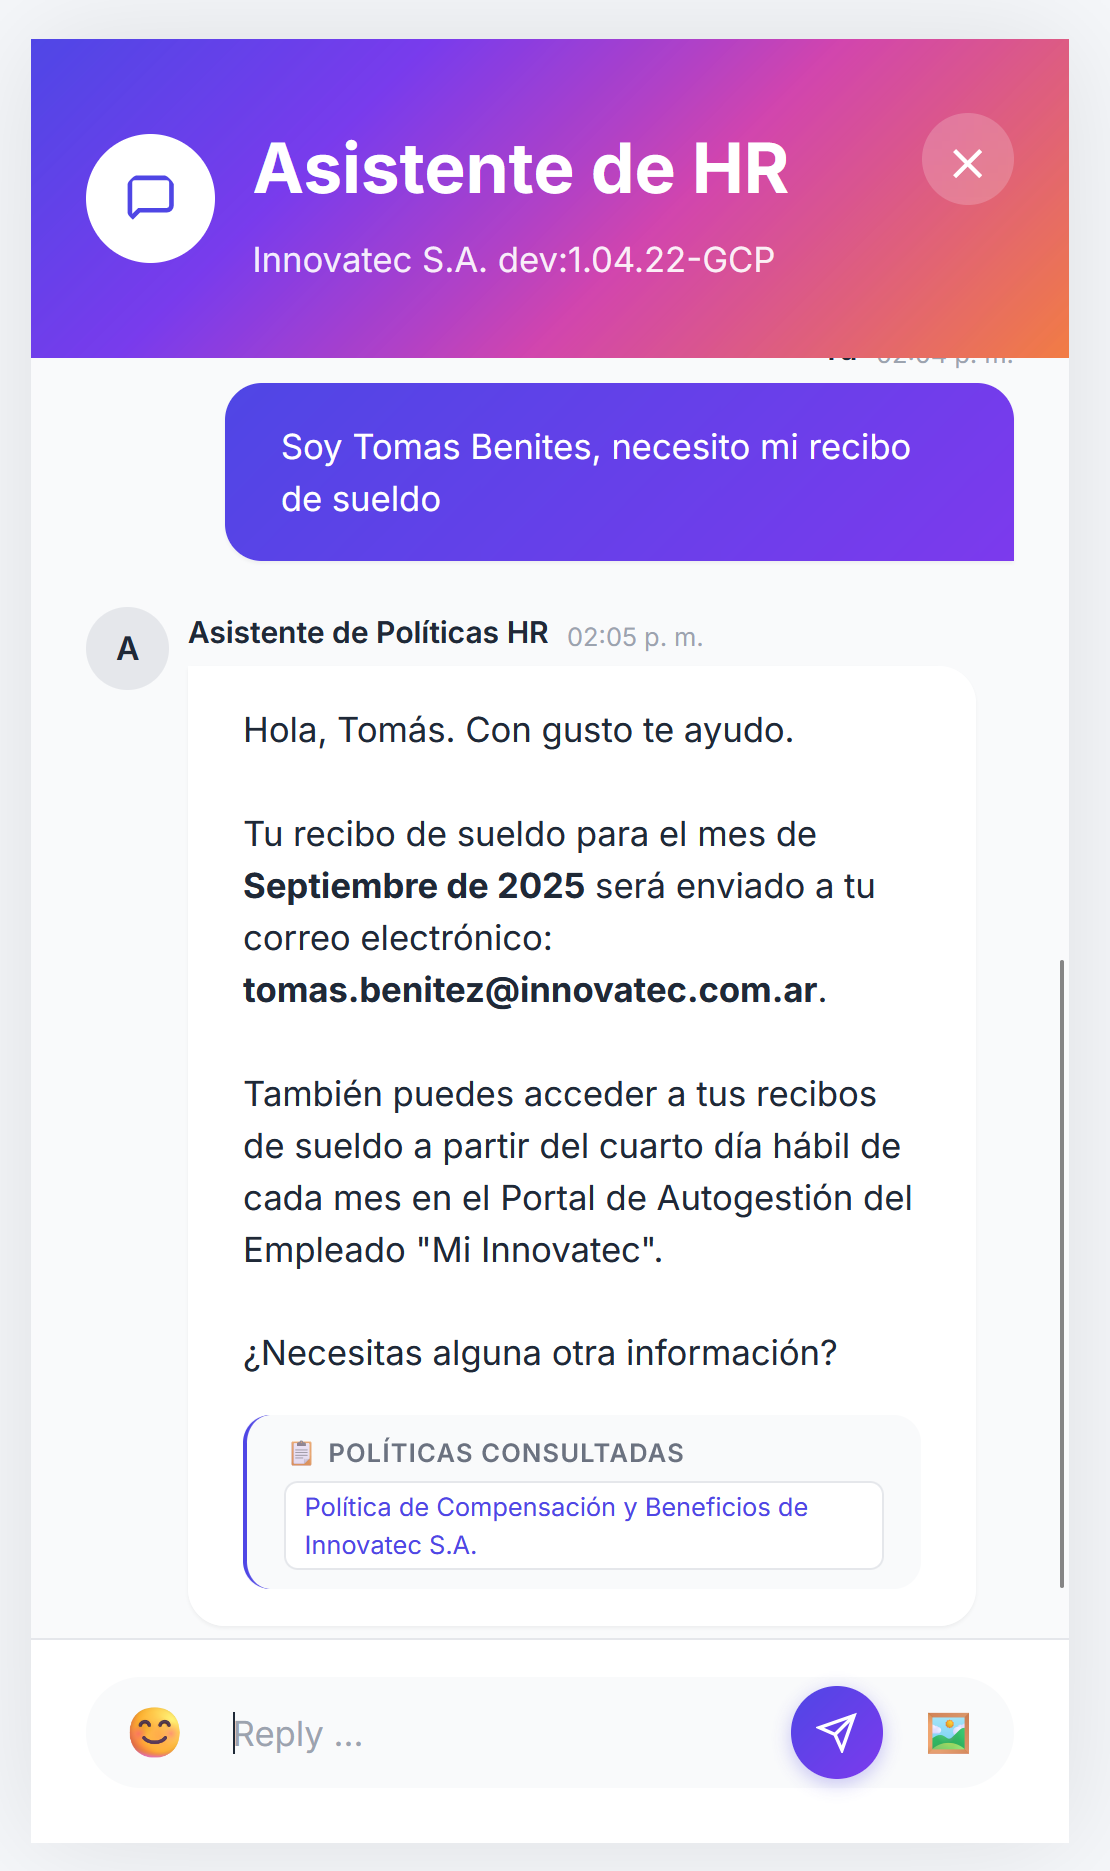 Asistente de HR
Innovatec S.A. dev:1.04.22-GCP
Soy Tomas Benites, necesito mi recibo
de sueldo
A
Asistente de Políticas HR 02:05 p. m.
Hola, Tomás. Con gusto te ayudo.
Tu recibo de sueldo para el mes de
Septiembre de 2025 será enviado a tu
correo electrónico:
tomas.benitez@innovatec.com.ar.
También puedes acceder a tus recibos
de sueldo a partir del cuarto día hábil de
cada mes en el Portal de Autogestión del
Empleado "Mi Innovatec".
¿Necesitas alguna otra información?
POLÍTICAS CONSULTADAS
Política de Compensación y Beneficios de
Innovatec S.A.
Reply ...